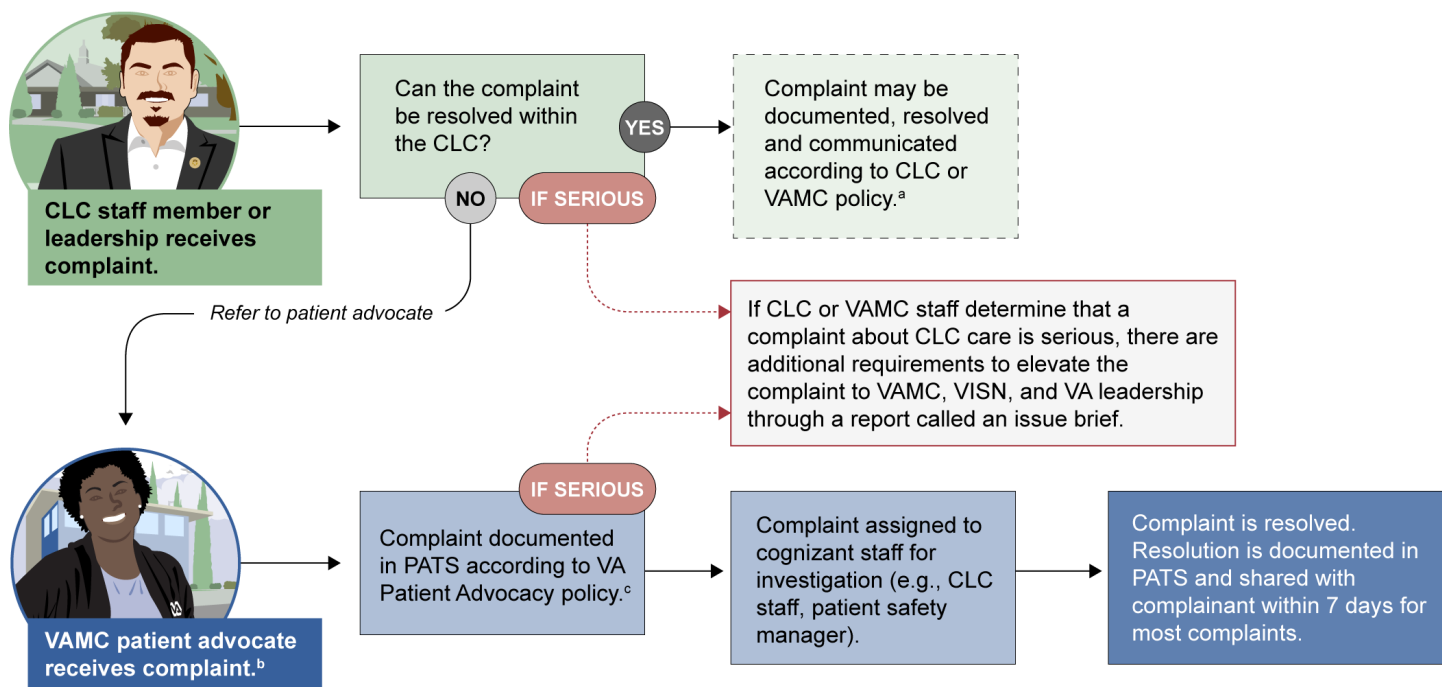 CLC staff member or
leadership receives
complaint.
Can the complaint
be resolved within
the CLC?
YES
NO
IF SERIOUS
Complaint may be
documented, resolved
and communicated
according to CLC or
VAMC policy.ᵃ
Refer to patient advocate
If CLC or VAMC staff determine that a
complaint about CLC care is serious, there are
additional requirements to elevate the
complaint to VAMC, VISN, and VA leadership
through a report called an issue brief.
VAMC patient advocate
receives complaint.ᵇ
IF SERIOUS
Complaint documented
in PATS according to VA
Patient Advocacy policy.ᶜ
Complaint assigned to
cognizant staff for
investigation (e.g., CLC
staff, patient safety
manager).
Complaint is resolved.
Resolution is documented in
PATS and shared with
complainant within 7 days for
most complaints.